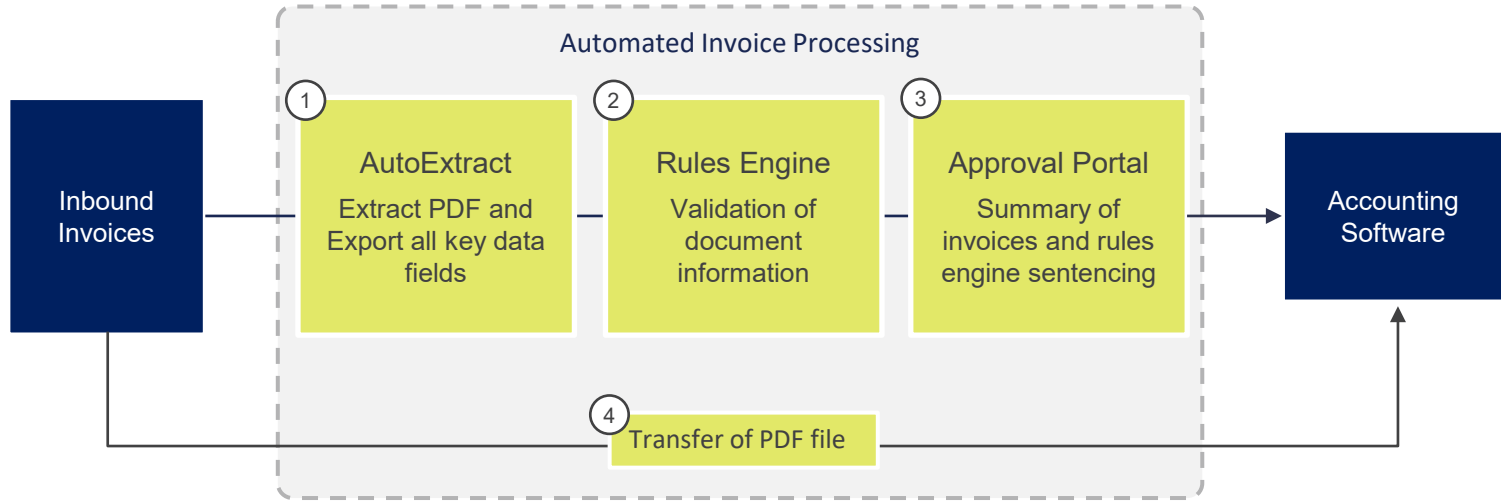 Automated Invoice Processing
Inbound
Invoices
1
AutoExtract
Extract PDF and
Export all key data
fields
2
Rules Engine
Validation of
document
information
3
Approval Portal
Summary of
invoices and rules
engine sentencing
Accounting
Software
4
Transfer of PDF file